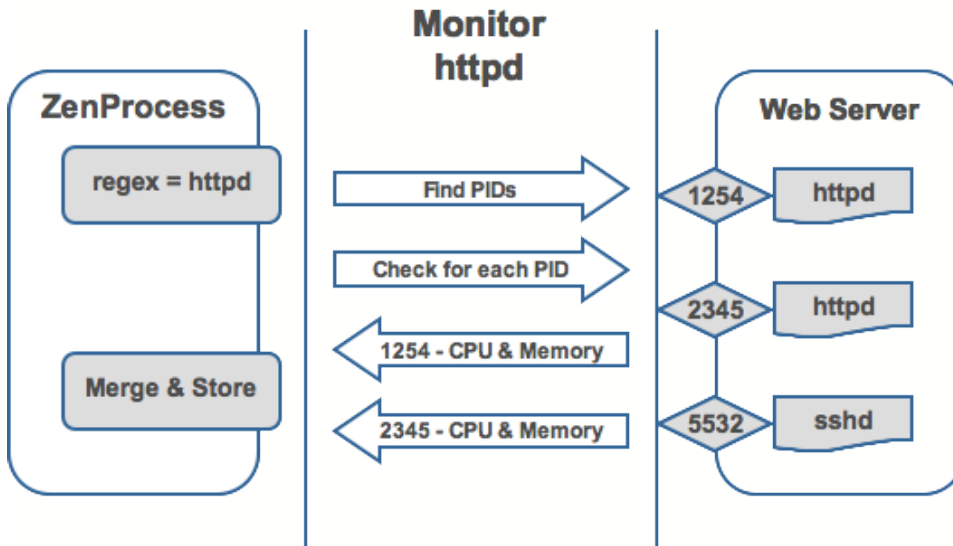 Monitor
httpd
ZenProcess
regex = httpd
Merge & Store
Find PIDs
Check for each PID
1254 - CPU & Memory
2345 - CPU & Memory
Web Server
1254
httpd
2345
httpd
5532
sshd